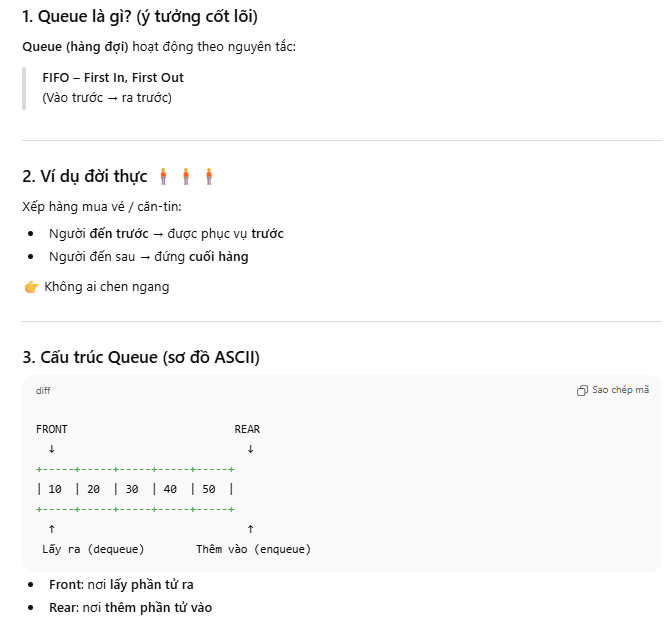 1. Queue là gì? (ý tưởng cốt lõi)
Queue (hàng đợi) hoạt động theo nguyên tắc:
FIFO – First In, First Out
(Vào trước → ra trước)
2. Ví dụ đời thực 🧍🧍🧍
Xếp hàng mua vé / căn-tin:
• Người đến trước → được phục vụ trước
• Người đến sau → đứng cuối hàng
👉 Không ai chen ngang
3. Cấu trúc Queue (sơ đồ ASCII)
diff Sao chép mã
FRONT                          REAR
  ↓                              ↓
+-----+-----+-----+-----+-----+
| 10  | 20  | 30  | 40  | 50  |
+-----+-----+-----+-----+-----+
  ↑                              ↑
 Lấy ra (dequeue)        Thêm vào (enqueue)
• Front: nơi lấy phần tử ra
• Rear: nơi thêm phần tử vào